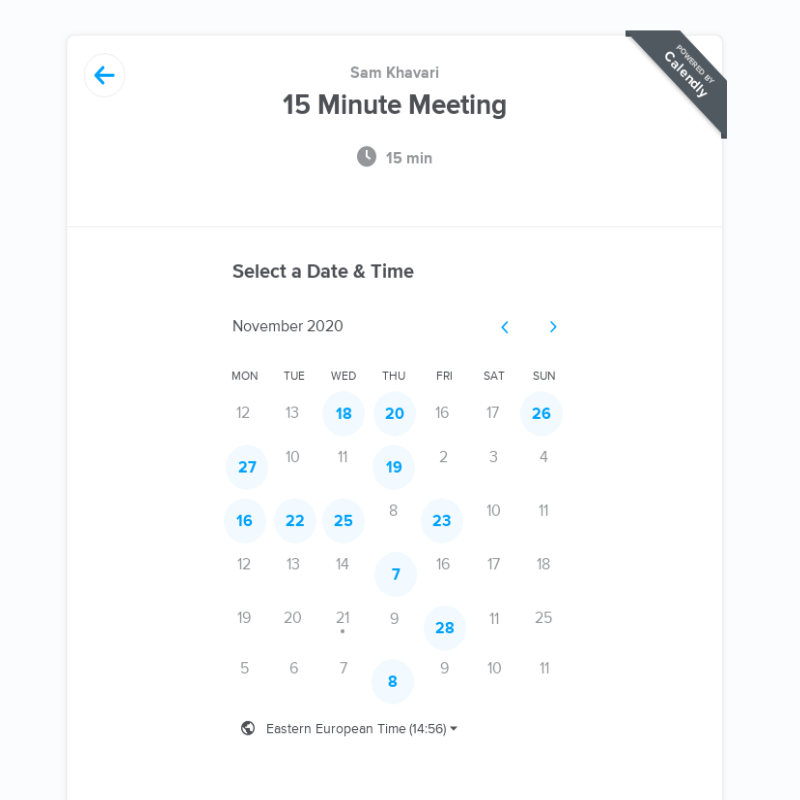 POWERED BY
Calendly
Sam Khavari
15 Minute Meeting
15 min
Select a Date & Time
November 2020
MON TUE WED THU FRI SAT SUN
12 13 18 20 16 17 26
27 10 11 19 2 3 4
16 22 25 8 23 10 11
12 13 14 7 16 17 18
19 20 21 9 28 11 25
5 6 7 8 9 10 11
Eastern European Time (14:56)